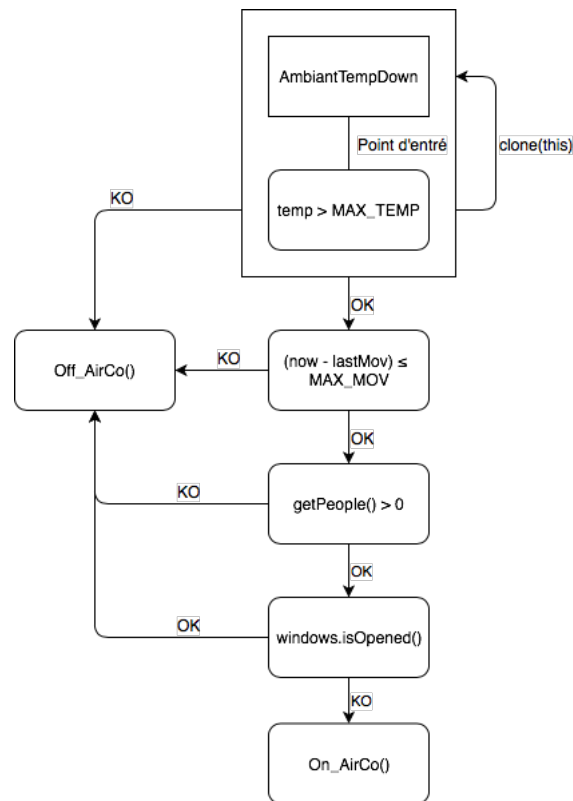 AmbiantTempDown
Point d'entré
clone(this)
temp > MAX_TEMP
KO
OK
Off_AirCo()
KO
(now - lastMov) ≤
MAX_MOV
OK
KO
getPeople() > 0
OK
OK
windows.isOpened()
KO
On_AirCo()